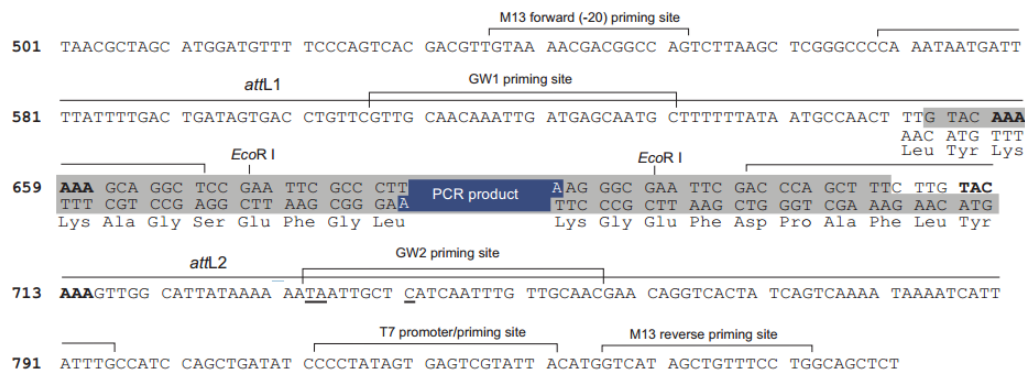 M13 forward (-20) priming site
501 TAACGCTAGC ATGGATGTTT TCCCAGTCAC GACGTTGTAA AACGACGGCC AGTCTTAAGC TCGGGCCCCA AATAATGATT
attL1 GW1 priming site
581 TTATTTTGAC TGATAGTGAC CTGTTCGTTG CAACAAATTG ATGAGCAATG CTTTTTTATA ATGCCAACTT TTGTAC AAA
AAC ATG TTT
Leu Tyr Lys
EcoR I EcoR I
659 AAA GCA GGC TCC GAA TTC GCC CTT PCR product AAG GGC GAA TTC GAC CCA GCT TTC TTG TAC
TTT CGT CCG AGG CTT AAG CGG GAA TTC CCG CTT AAG CTG GGT CGA AAG AAC ATG
Lys Ala Gly Ser Glu Phe Gly Leu Lys Gly Glu Phe Asp Pro Ala Phe Leu Tyr
attL2 GW2 priming site
713 AAAGTTGG CATTATAAAA AATAATTGCT CATCAATTTG TTGCAACGAA CAGGTCACTA TCAGTCAAAA TAAAATCATT
T7 promoter/priming site M13 reverse priming site
791 ATTTGCCATC CAGCTGATAT CCCCTATAGT GAGTCGTATTA CATGGTCAT AGCTGTTTCC TGGCAGCTCT